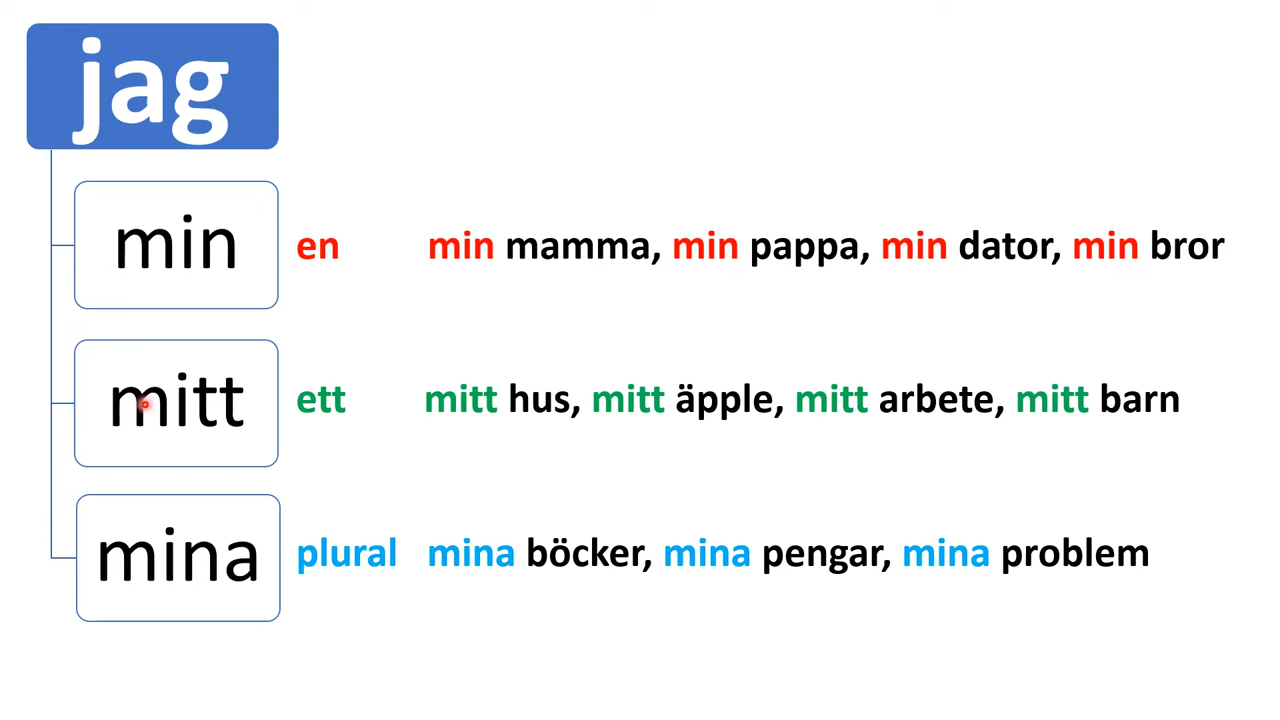 jag
min en min mamma, min pappa, min dator, min bror
mitt ett mitt hus, mitt äpple, mitt arbete, mitt barn
mina plural mina böcker, mina pengar, mina problem